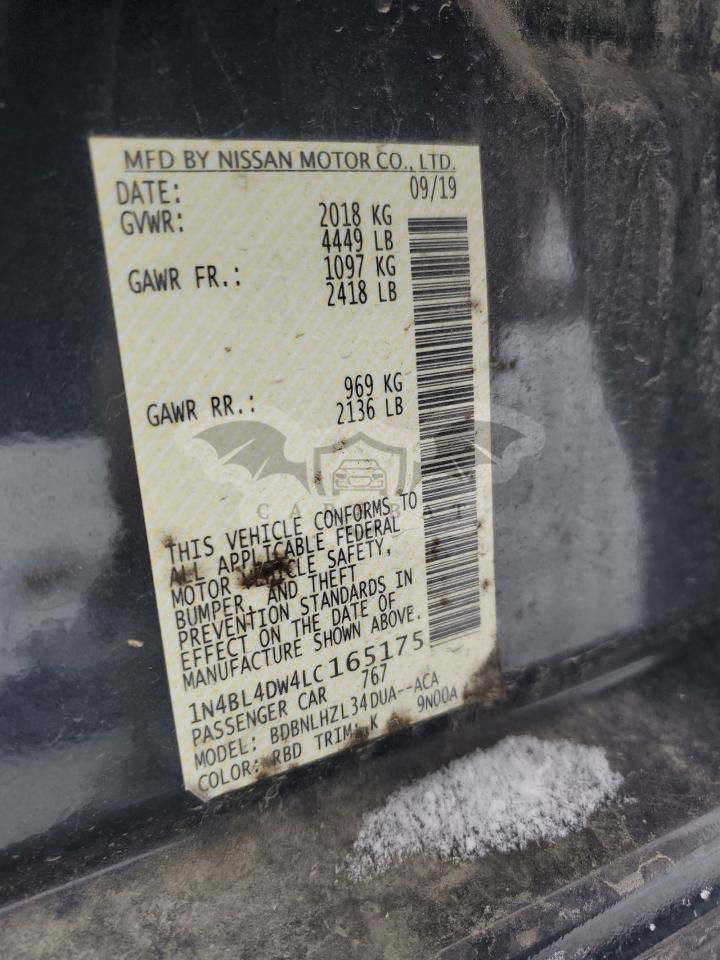 MFD BY NISSAN MOTOR CO., LTD.
DATE: 09/19
GVWR: 2018 KG
4449 LB
GAWR FR.: 1097 KG
2418 LB
GAWR RR.: 969 KG
2136 LB
CARBAT
THIS VEHICLE CONFORMS TO
ALL APPLICABLE FEDERAL
MOTOR VEHICLE SAFETY,
BUMPER, AND THEFT
PREVENTION STANDARDS IN
EFFECT ON THE DATE OF
MANUFACTURE SHOWN ABOVE.
1N4BL4DW4LC165175
PASSENGER CAR 767
MODEL: BDBNLHZL34DUA--ACA
COLOR: RBD TRIM: K 9N00A